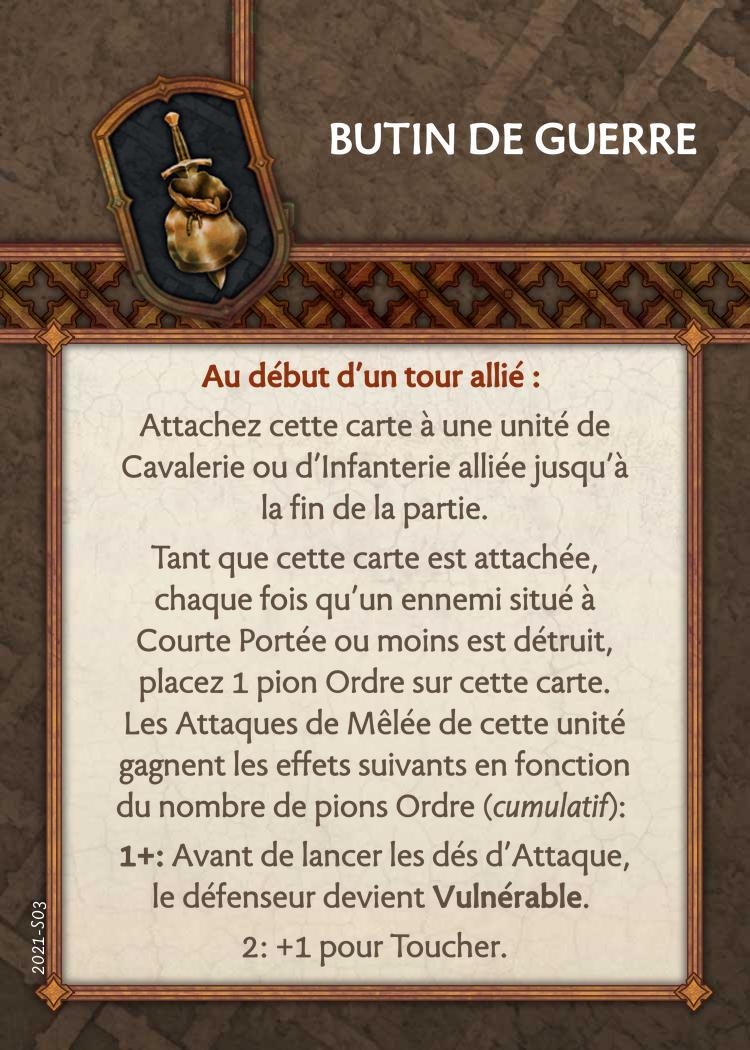 BUTIN DE GUERRE
Au début d'un tour allié :
Attachez cette carte à une unité de
Cavalerie ou d'Infanterie alliée jusqu'à
la fin de la partie.
Tant que cette carte est attachée,
chaque fois qu'un ennemi situé à
Courte Portée ou moins est détruit,
placez 1 pion Ordre sur cette carte.
Les Attaques de Mêlée de cette unité
gagnent les effets suivants en fonction
du nombre de pions Ordre (cumulatif):
1+: Avant de lancer les dés d'Attaque,
le défenseur devient Vulnérable.
2: +1 pour Toucher.
2021-S03